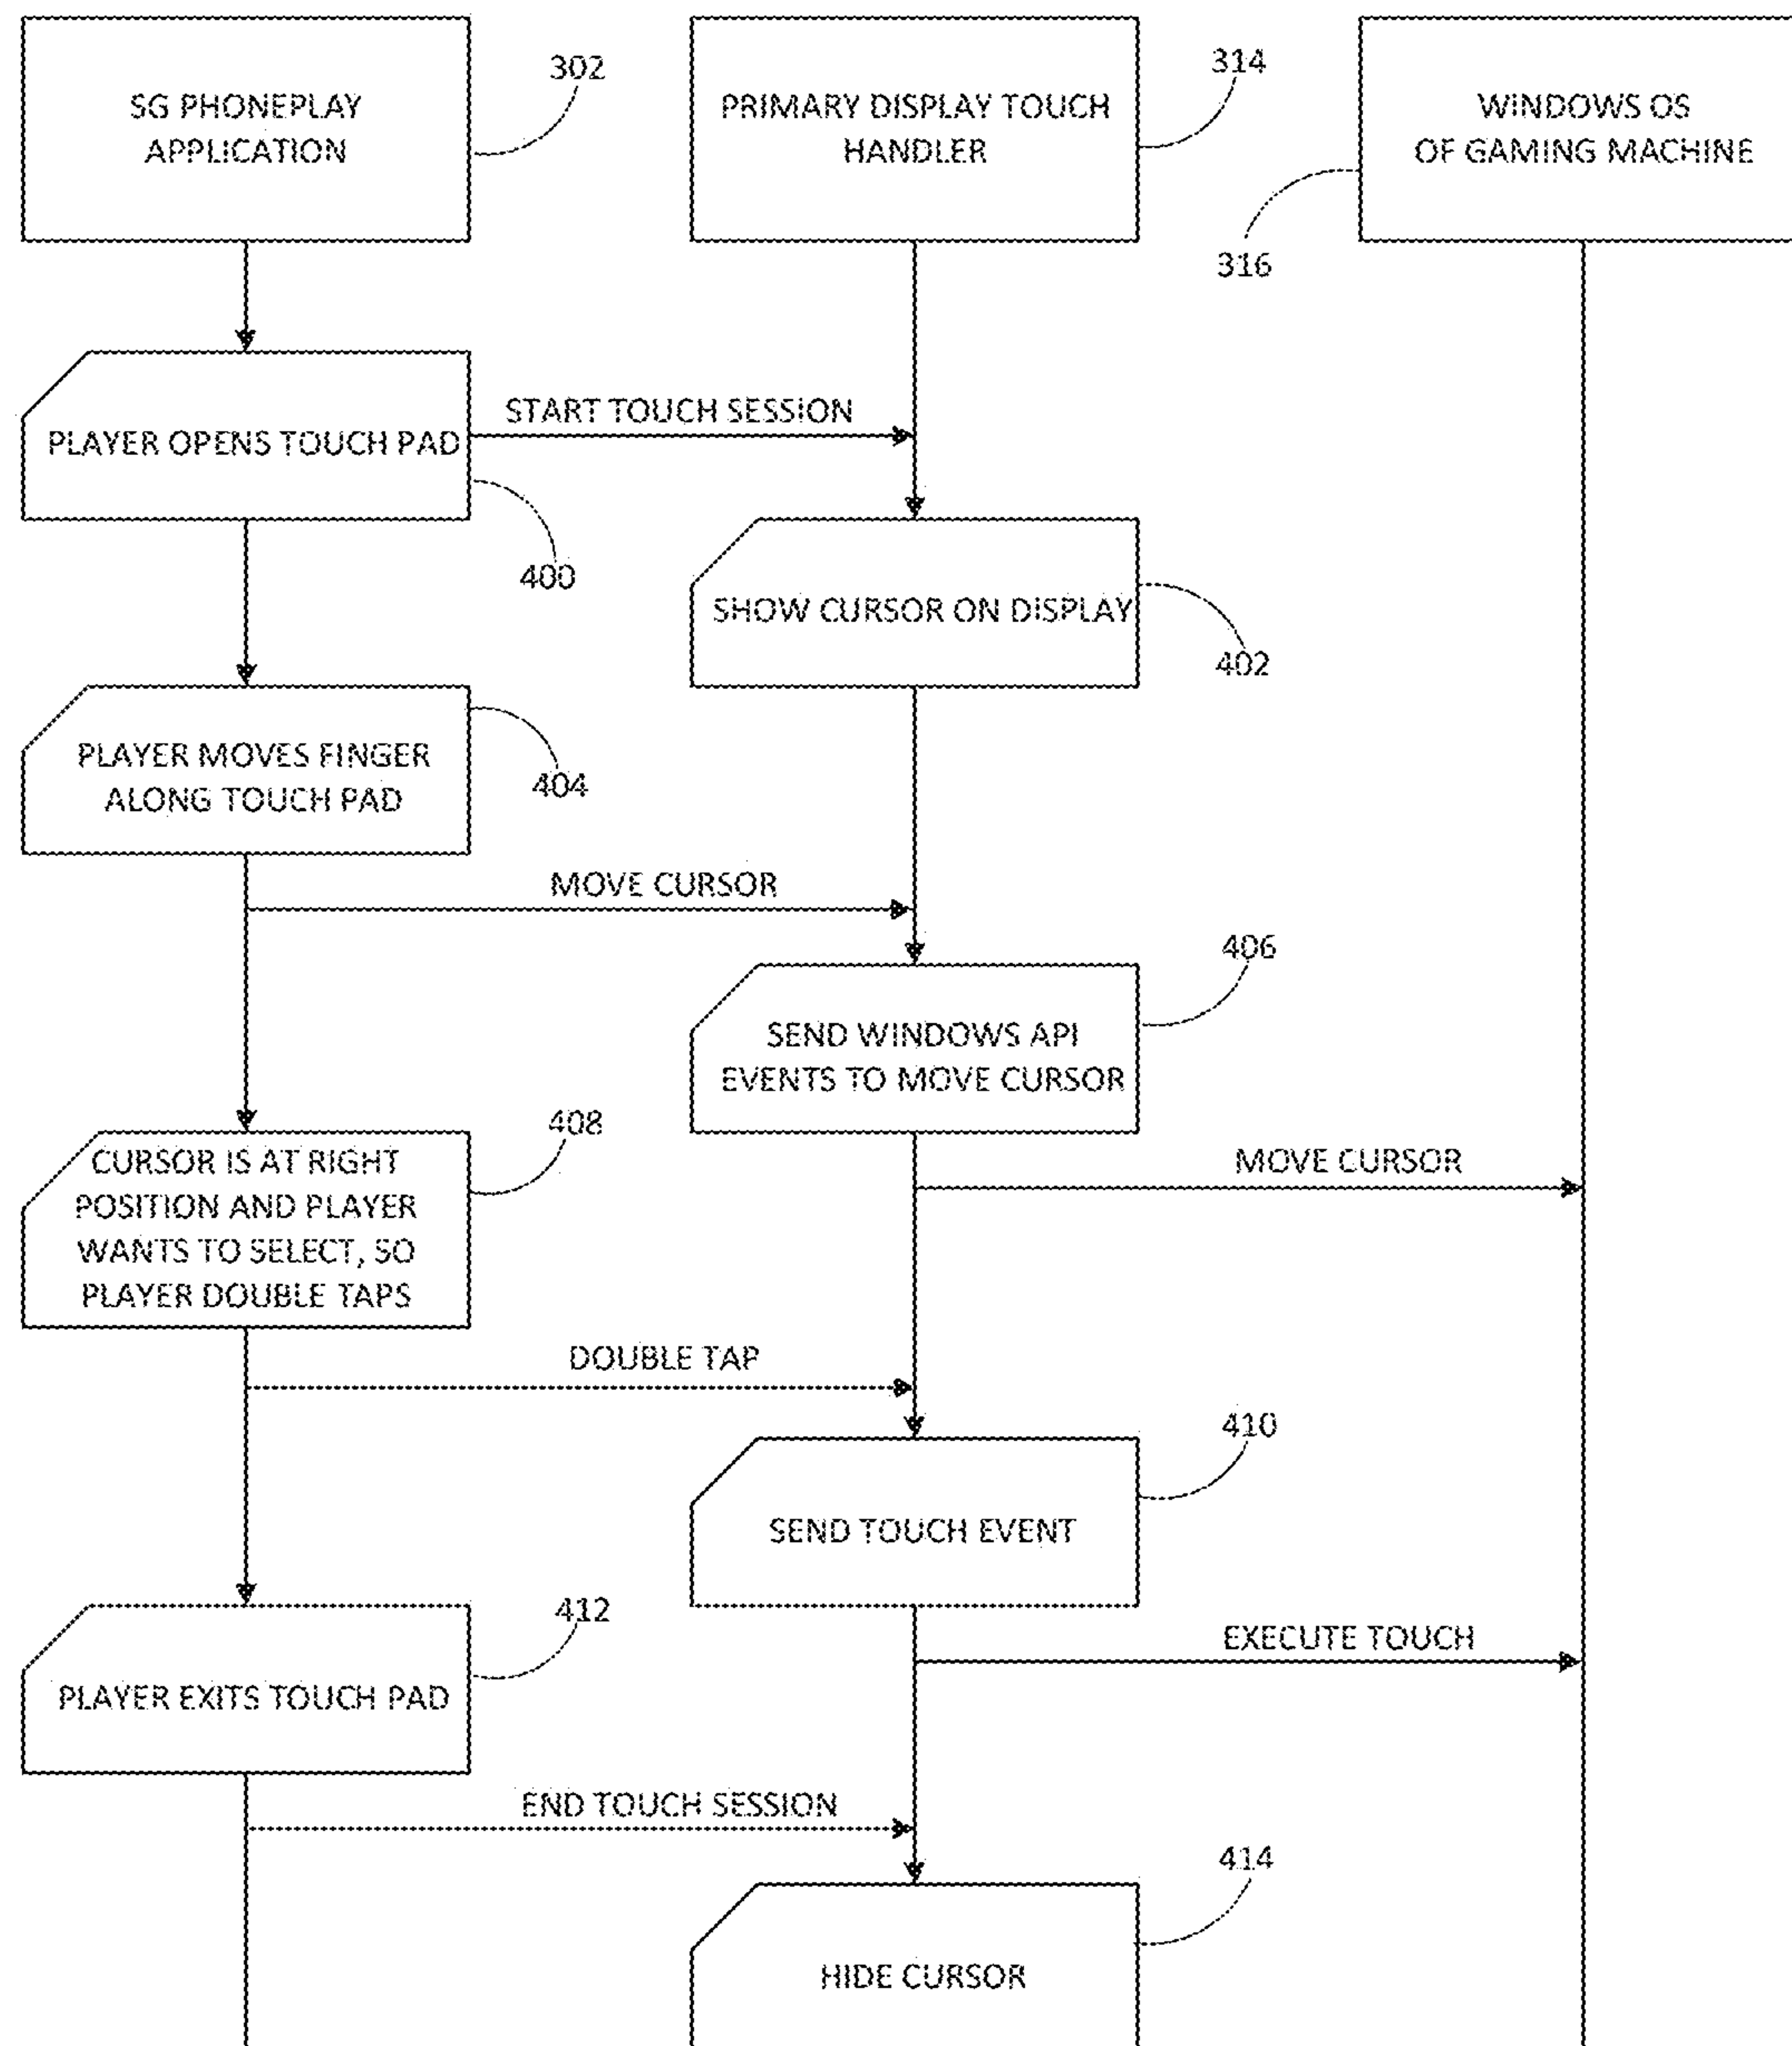 SG PHONEPLAY
APPLICATION
302
PRIMARY DISPLAY TOUCH
HANDLER
314
WINDOWS OS
OF GAMING MACHINE
316
PLAYER OPENS TOUCH PAD
400
START TOUCH SESSION
SHOW CURSOR ON DISPLAY
402
PLAYER MOVES FINGER
ALONG TOUCH PAD
404
MOVE CURSOR
SEND WINDOWS API
EVENTS TO MOVE CURSOR
406
MOVE CURSOR
CURSOR IS AT RIGHT
POSITION AND PLAYER
WANTS TO SELECT, SO
PLAYER DOUBLE TAPS
408
DOUBLE TAP
SEND TOUCH EVENT
410
EXECUTE TOUCH
PLAYER EXITS TOUCH PAD
412
END TOUCH SESSION
HIDE CURSOR
414